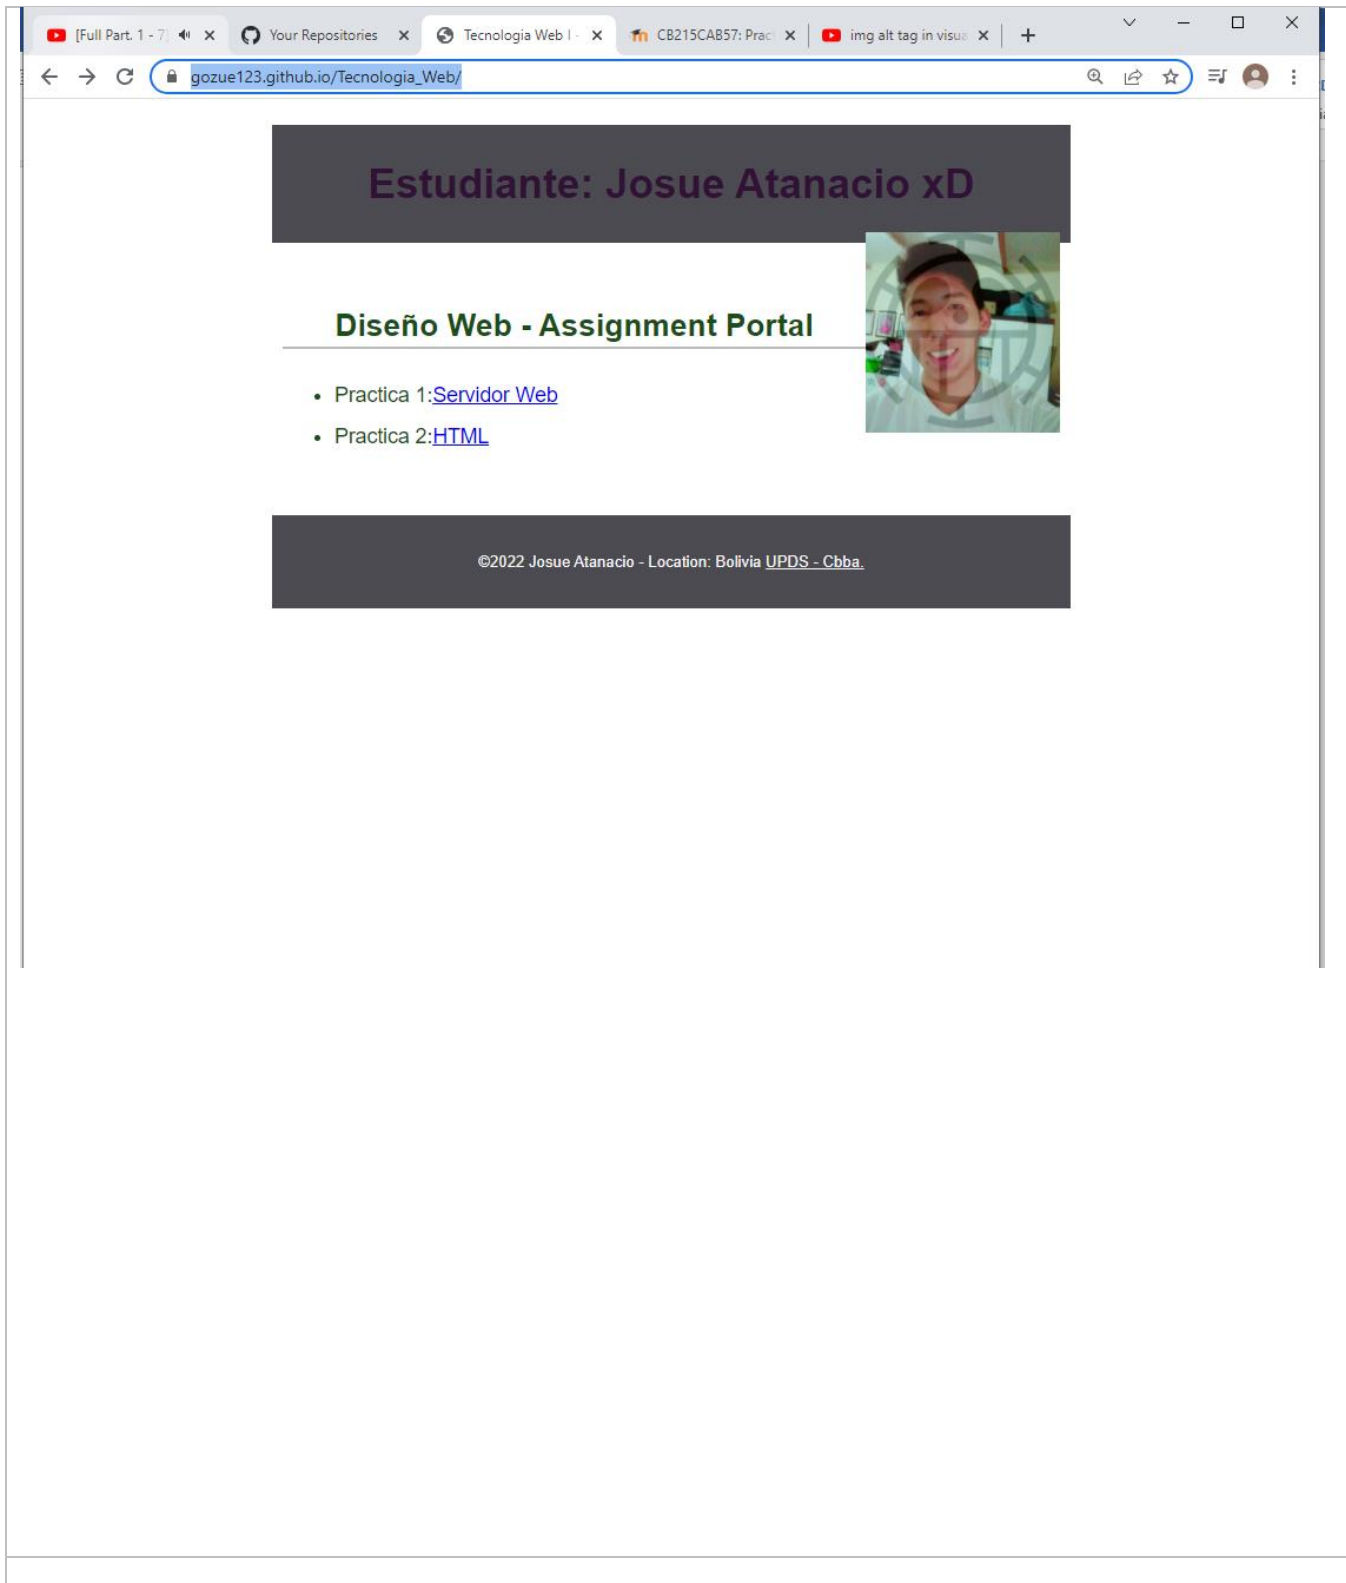 [Full Part. 1 - 7]
Your Repositories
Tecnologia Web I -
CB215CAB57: Prac
img alt tag in visua
gozue123.github.io/Tecnologia_Web/
Estudiante: Josue Atanacio xD
Diseño Web - Assignment Portal
• Practica 1:Servidor Web
• Practica 2:HTML
©2022 Josue Atanacio - Location: Bolivia UPDS - Cbba.